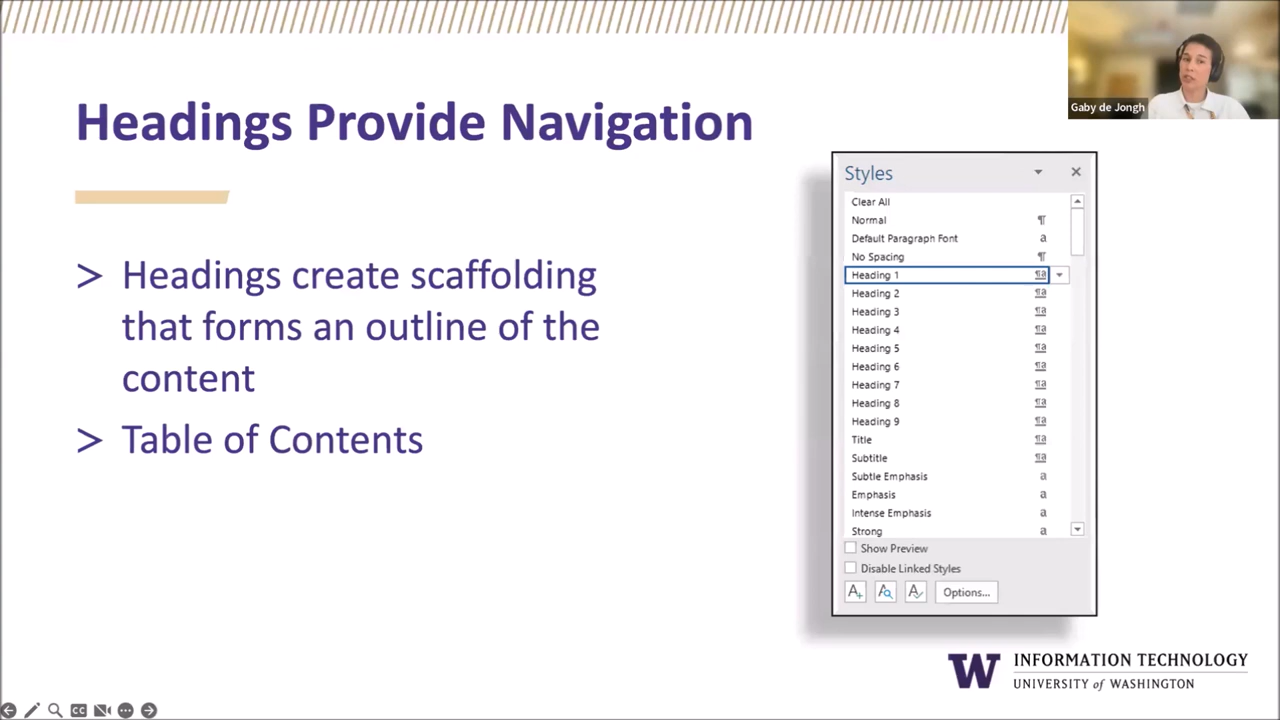 Headings Provide Navigation
Gaby de Jongh
> Headings create scaffolding
that forms an outline of the
content
> Table of Contents
Styles
Clear All
Normal ¶
Default Paragraph Font a
No Spacing ¶
Heading 1 ¶a
Heading 2 ¶a
Heading 3 ¶a
Heading 4 ¶a
Heading 5 ¶a
Heading 6 ¶a
Heading 7 ¶a
Heading 8 ¶a
Heading 9 ¶a
Title ¶a
Subtitle ¶a
Subtle Emphasis a
Emphasis a
Intense Emphasis a
Strong a
Show Preview
Disable Linked Styles
Options...
W INFORMATION TECHNOLOGY
UNIVERSITY of WASHINGTON
CC